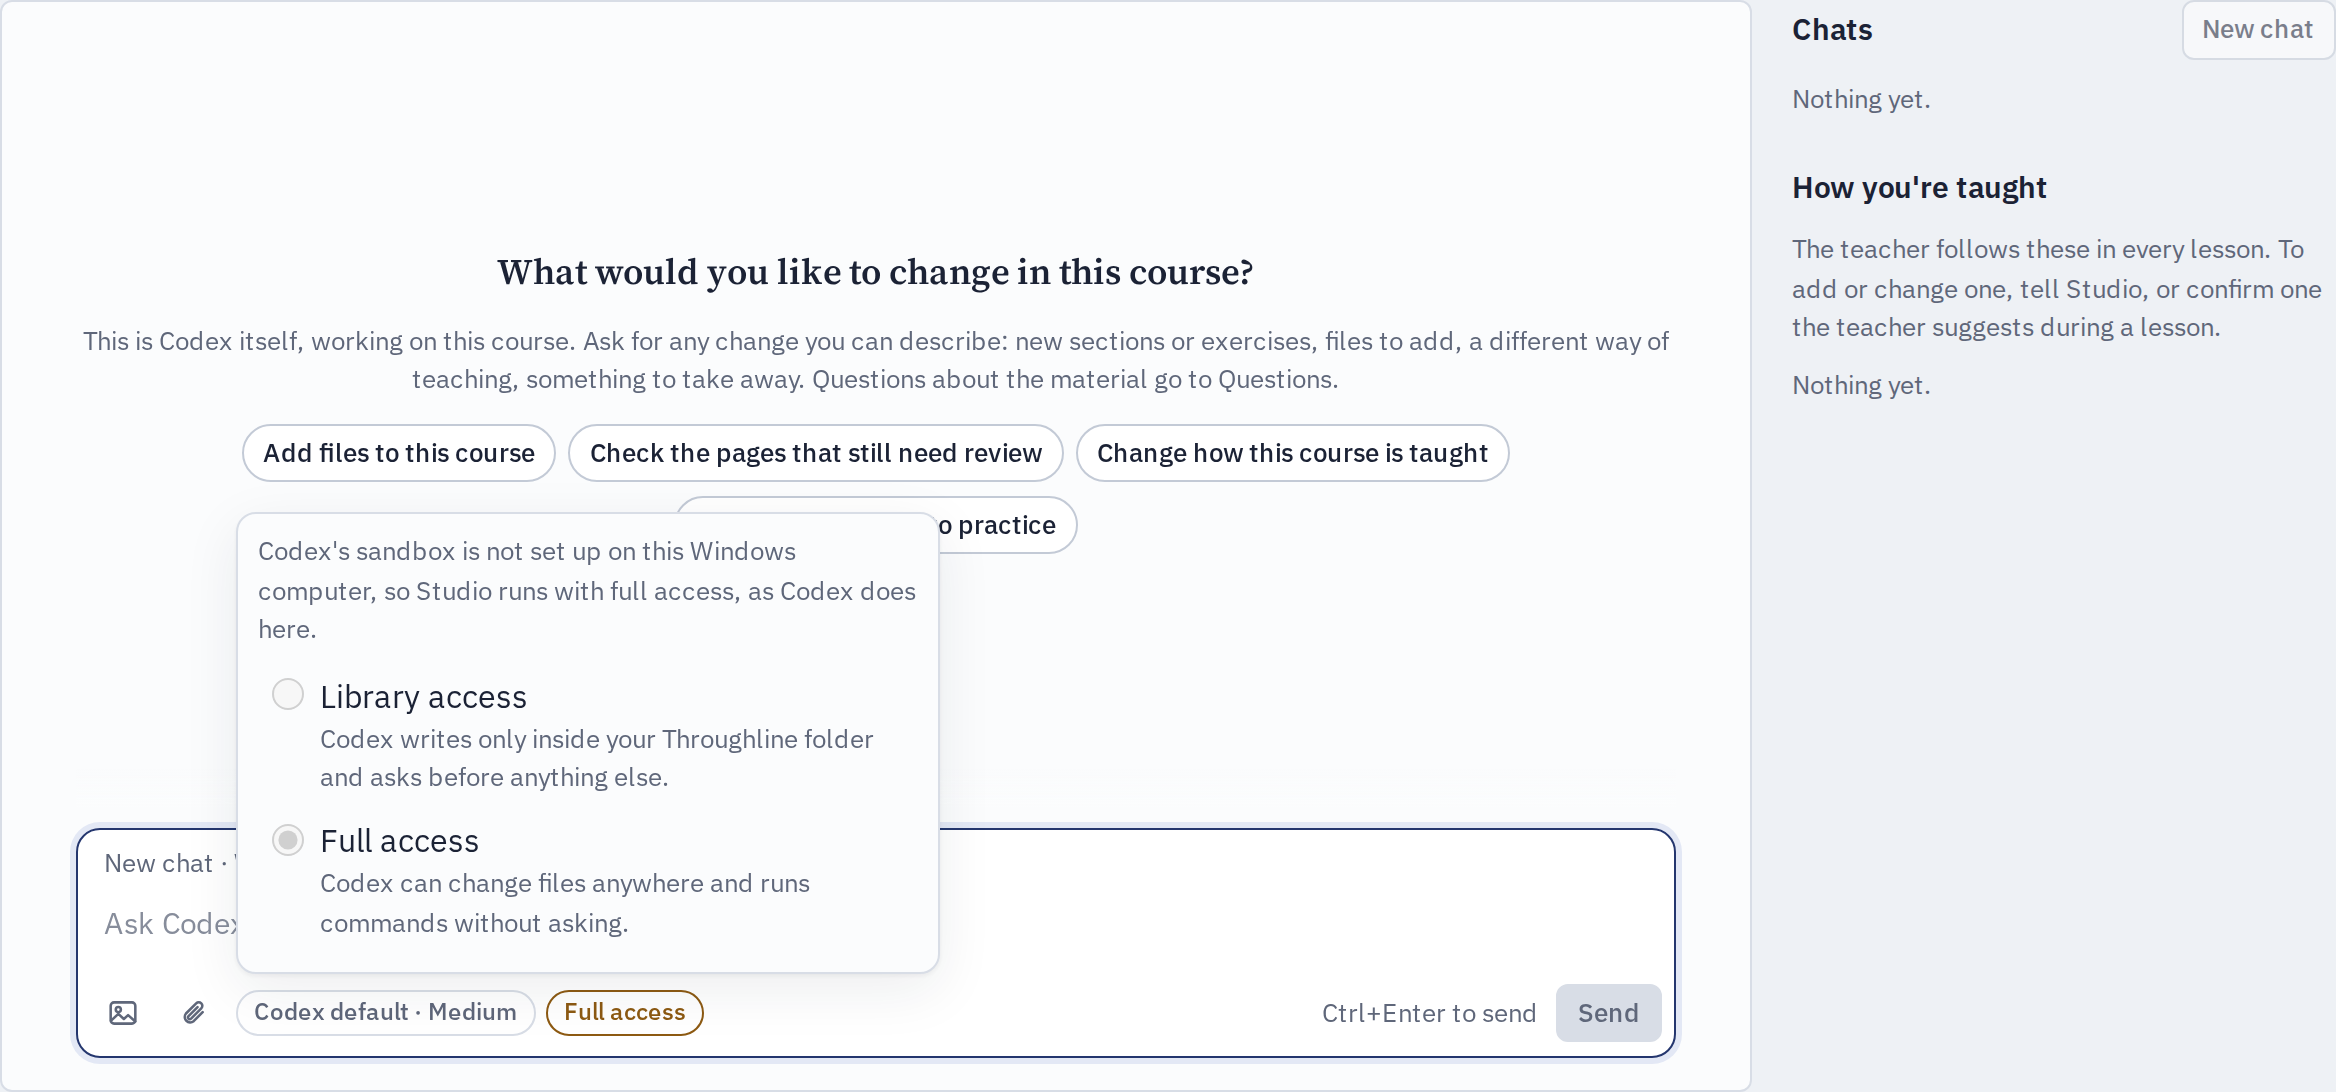 Chats
New chat
Nothing yet.
How you're taught
The teacher follows these in every lesson. To
add or change one, tell Studio, or confirm one
the teacher suggests during a lesson.
Nothing yet.
What would you like to change in this course?
This is Codex itself, working on this course. Ask for any change you can describe: new sections or exercises, files to add, a different way of
teaching, something to take away. Questions about the material go to Questions.
Add files to this course
Check the pages that still need review
Change how this course is taught
practice
Codex's sandbox is not set up on this Windows
computer, so Studio runs with full access, as Codex does
here.
Library access
Codex writes only inside your Throughline folder
and asks before anything else.
Full access
Codex can change files anywhere and runs
commands without asking.
New chat ·
Ask Codex
Codex default · Medium
Full access
Ctrl+Enter to send
Send